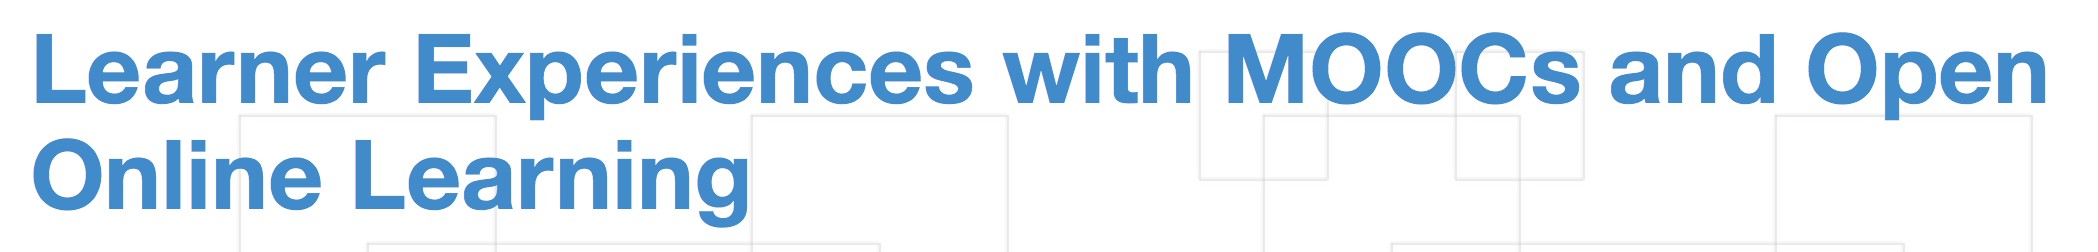 Learner Experiences with MOOCs and Open
Online Learning